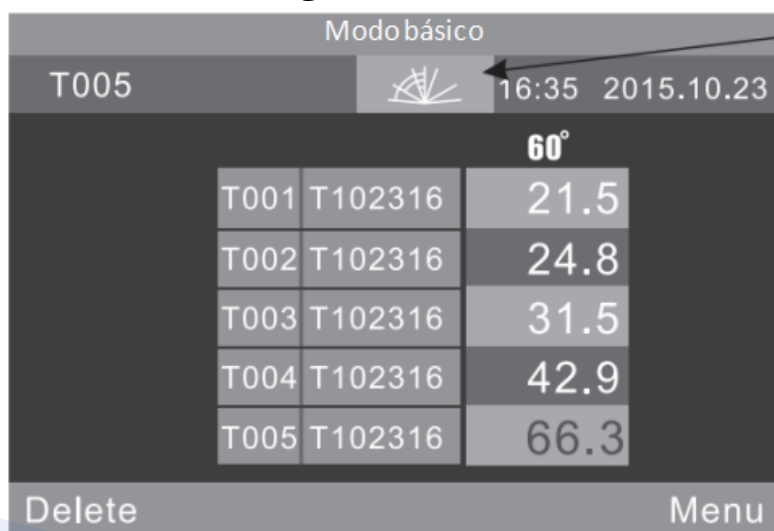 Modo básico
T005 16:35 2015.10.23
60°
T001 T102316 21.5
T002 T102316 24.8
T003 T102316 31.5
T004 T102316 42.9
T005 T102316 66.3
Delete Menu